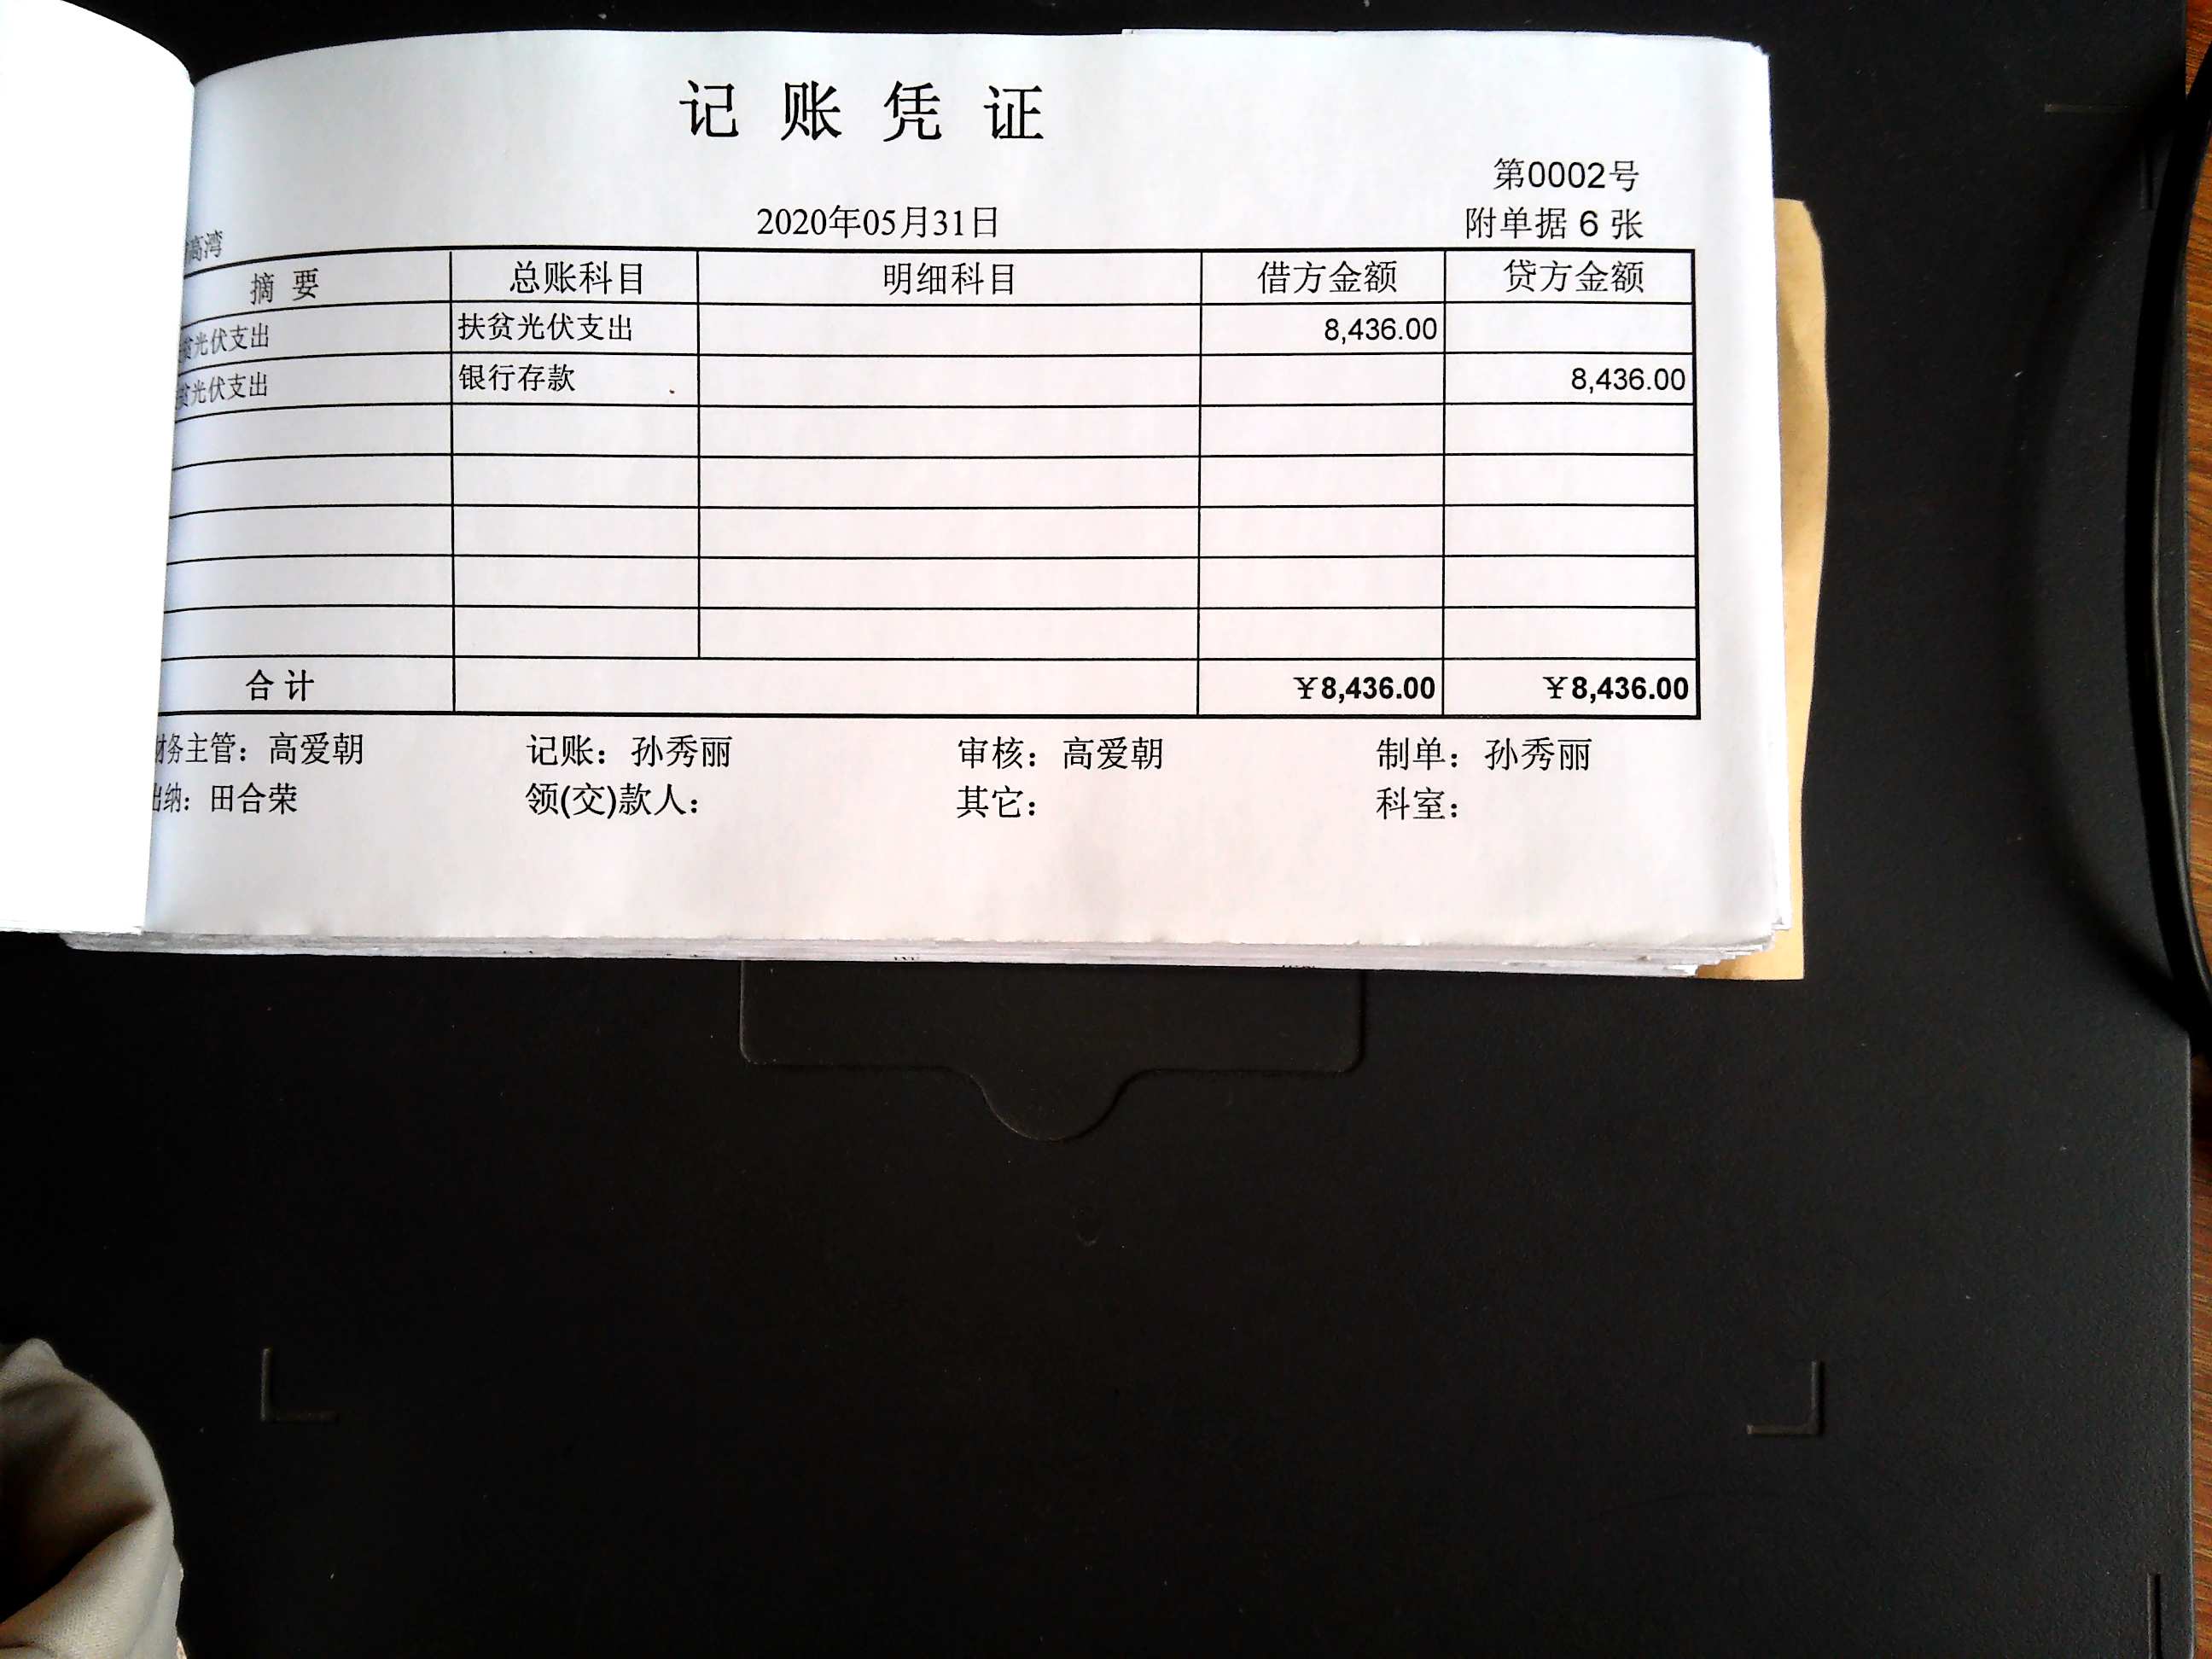 记账凭证
第0002号
2020年05月31日 附单据 6 张
高湾
摘 要 总账科目 明细科目 借方金额 贷方金额
贫光伏支出 扶贫光伏支出 8,436.00
贫光伏支出 银行存款 8,436.00
合 计 ¥8,436.00 ¥8,436.00
财务主管：高爱朝 记账：孙秀丽 审核：高爱朝 制单：孙秀丽
出纳：田合荣 领(交)款人： 其它： 科室：